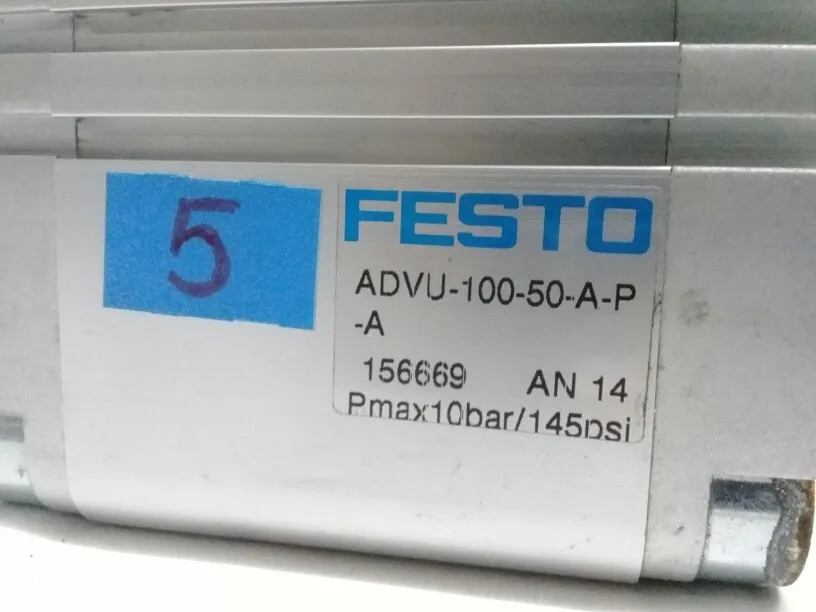 5
FESTO
ADVU-100-50-A-P
-A
156669 AN 14
Pmax10bar/145psi